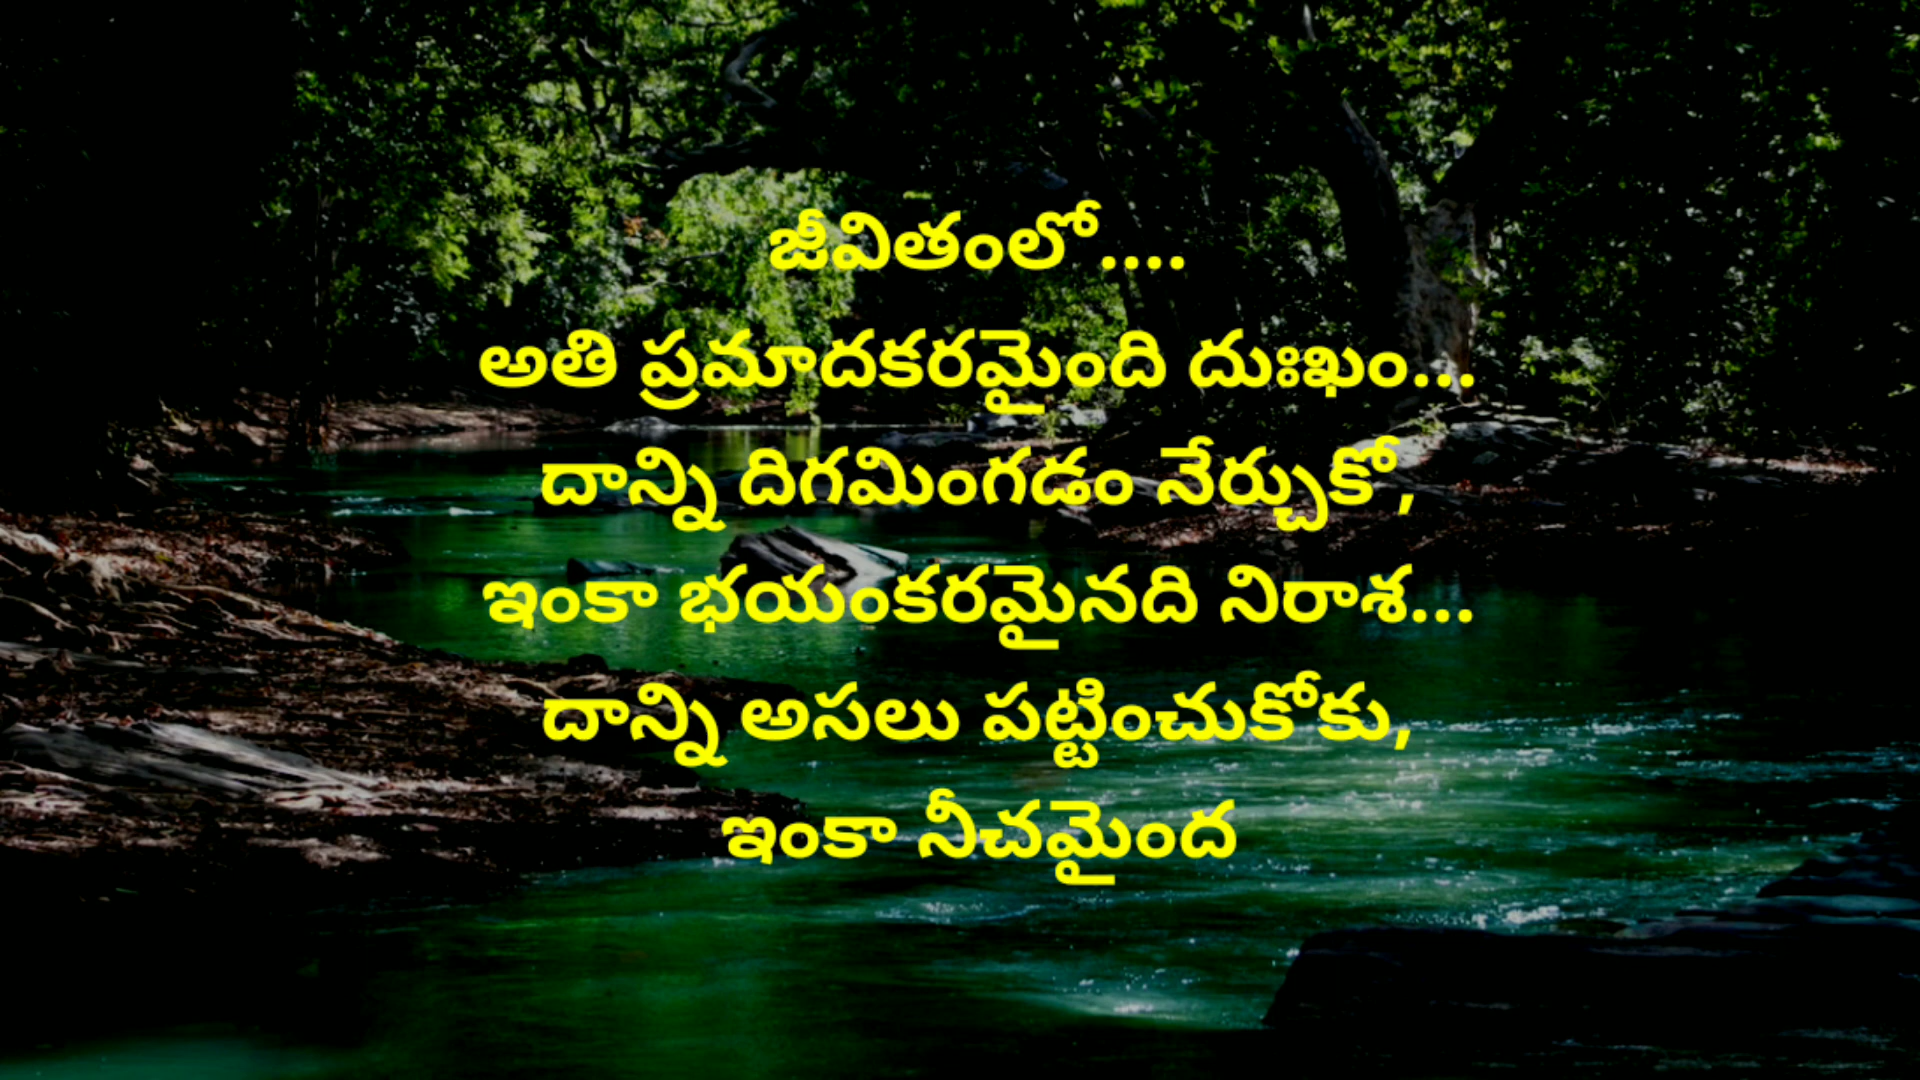 జీవితంలో....
అతి ప్రమాదకరమైంది దుఃఖం...
దాన్ని దిగమింగడం నేర్చుకో,
ఇంకా భయంకరమైనది నిరాశ...
దాన్ని అసలు పట్టించుకోకు,
ఇంకా నీచమైంద